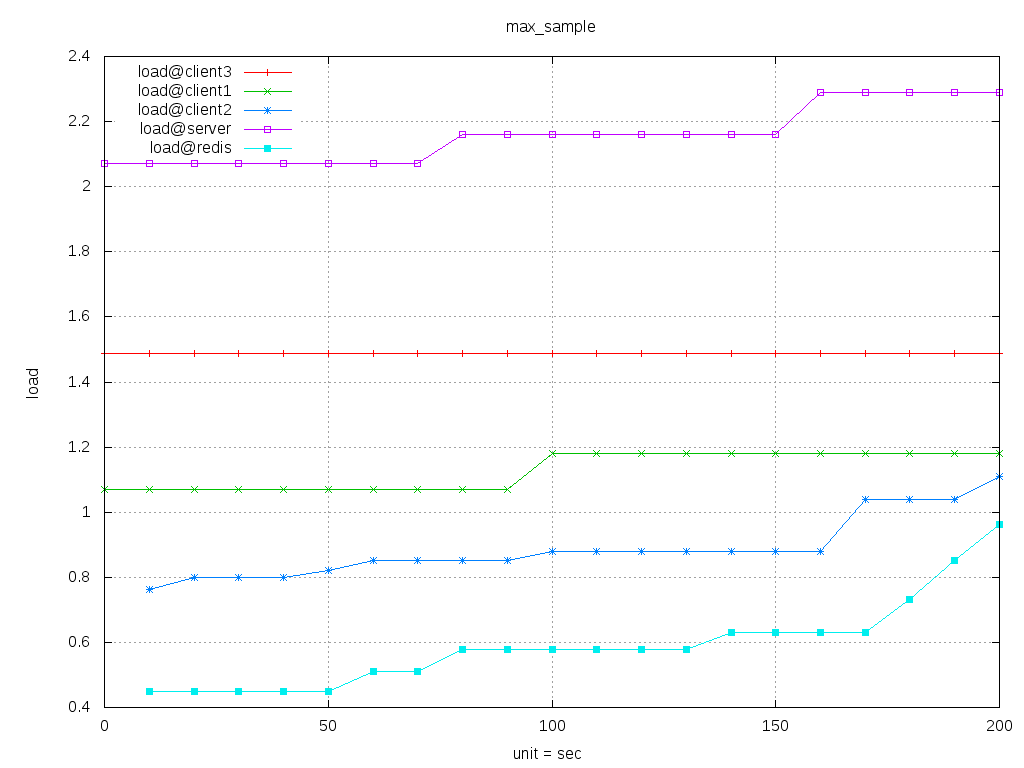 max_sample
2.4
2.2
2
1.8
1.6
1.4
1.2
1
0.8
0.6
0.4
load@client3
load@client1
load@client2
load@server
load@redis
load
0 50 100 150 200
unit = sec